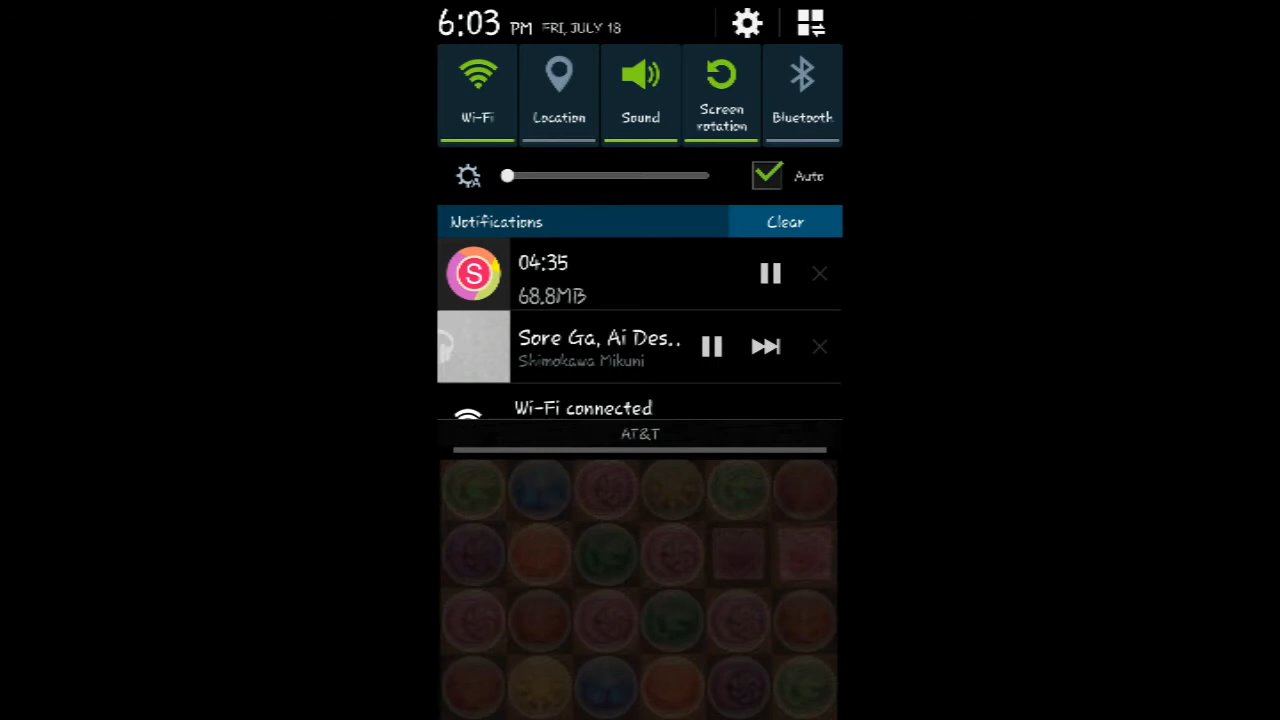 6:03 PM FRI, JULY 18
Wi-Fi
Location
Sound
Screen
rotation
Bluetooth
A
Auto
Notifications
Clear
S
04:35
68.8MB
Sore Ga, Ai Des..
Shimokawa Mikuni
Wi-Fi connected
AT&T